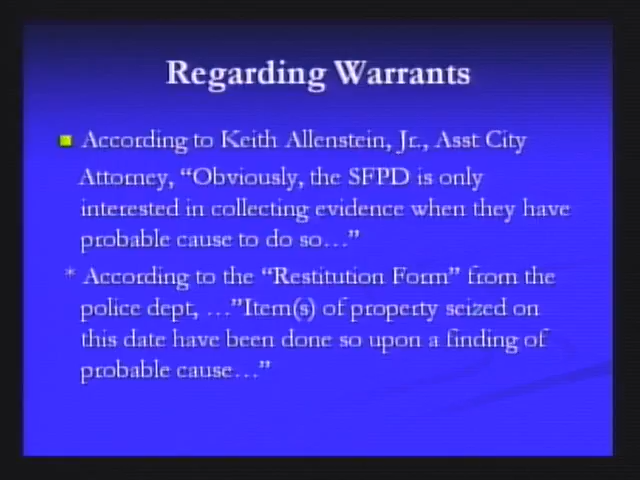 Regarding Warrants
According to Keith Allenstein, Jr., Asst City
Attorney, “Obviously, the SFPD is only
interested in collecting evidence when they have
probable cause to do so…”
* According to the “Restitution Form” from the
police dept, …”Item(s) of property seized on
this date have been done so upon a finding of
probable cause…”